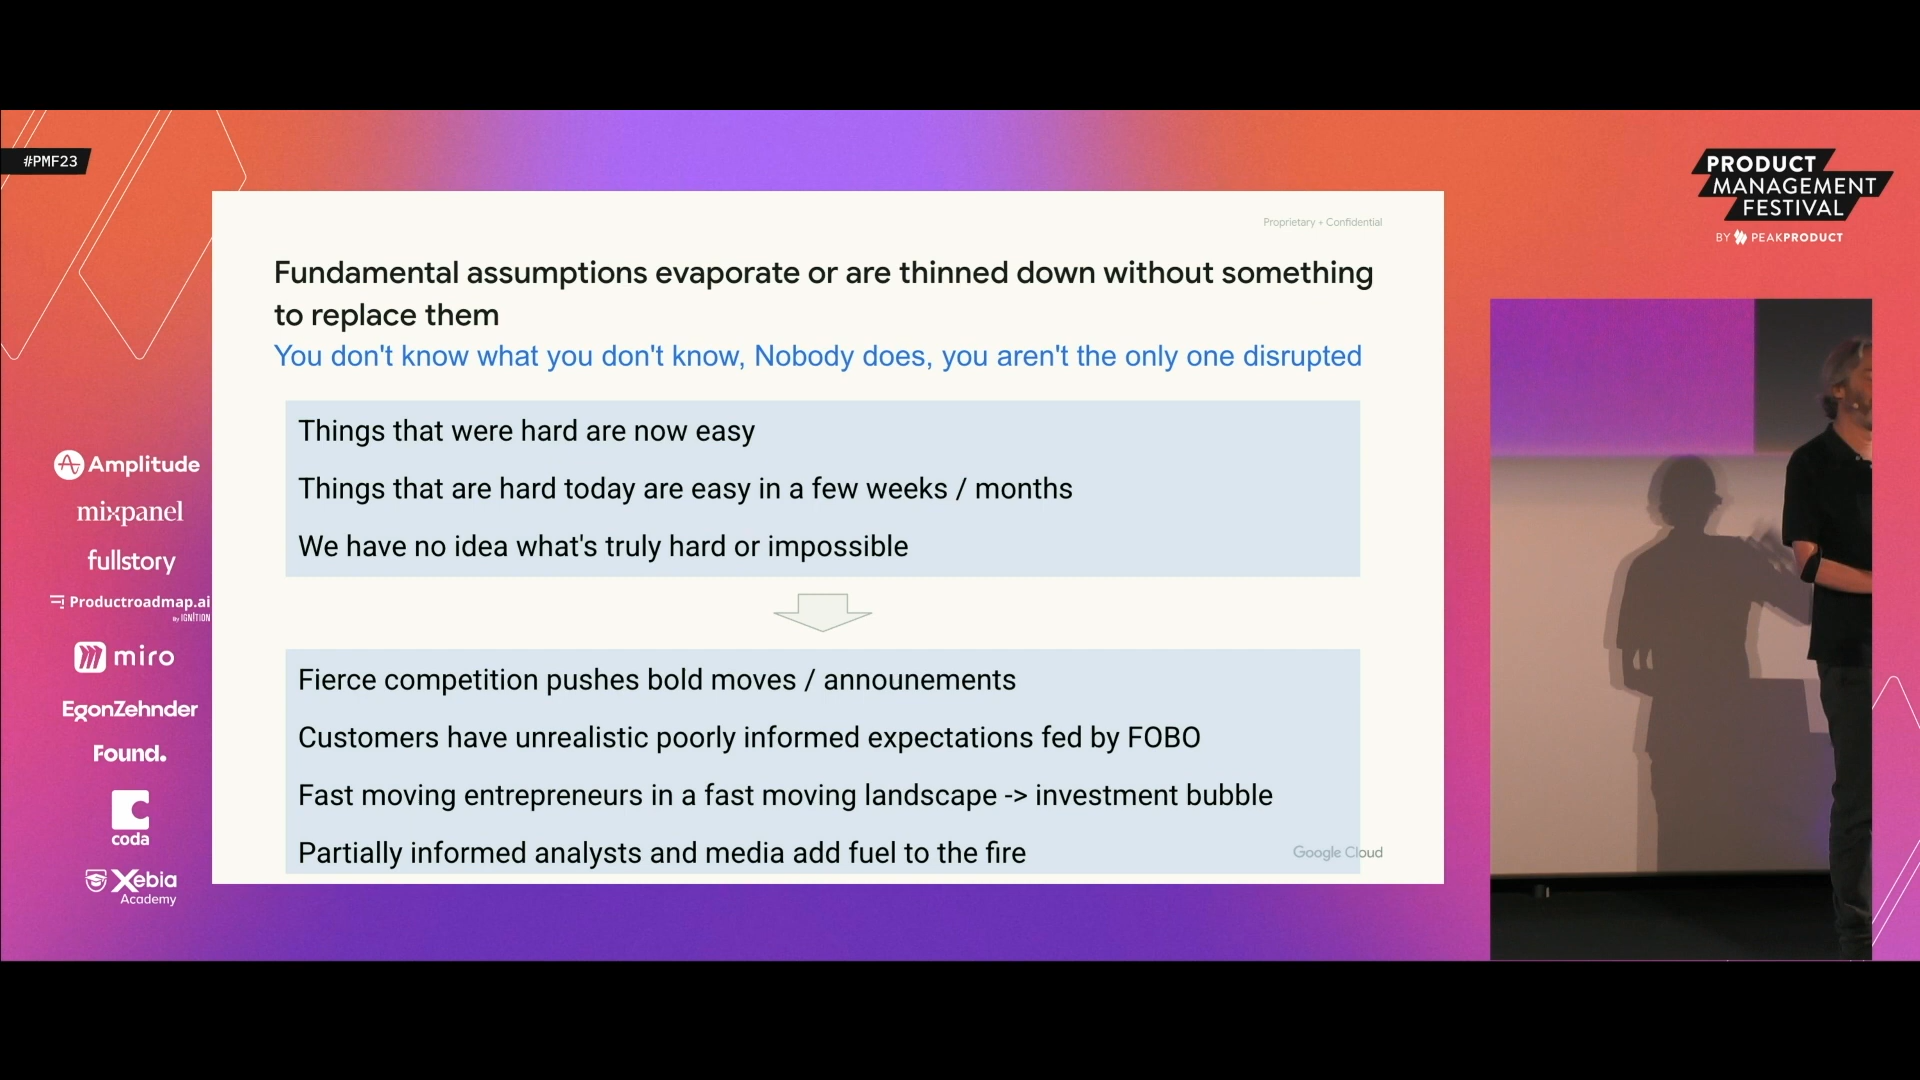 #PMF23
PRODUCT
MANAGEMENT
FESTIVAL
BY PEAKPRODUCT
Proprietary + Confidential
Fundamental assumptions evaporate or are thinned down without something
to replace them
You don't know what you don't know, Nobody does, you aren't the only one disrupted
Things that were hard are now easy
Things that are hard today are easy in a few weeks / months
We have no idea what's truly hard or impossible
Fierce competition pushes bold moves / announements
Customers have unrealistic poorly informed expectations fed by FOBO
Fast moving entrepreneurs in a fast moving landscape -> investment bubble
Partially informed analysts and media add fuel to the fire
Google Cloud
Amplitude
mixpanel
fullstory
Productroadmap.ai
By IGNITION
miro
EgonZehnder
Found.
coda
Xebia
Academy